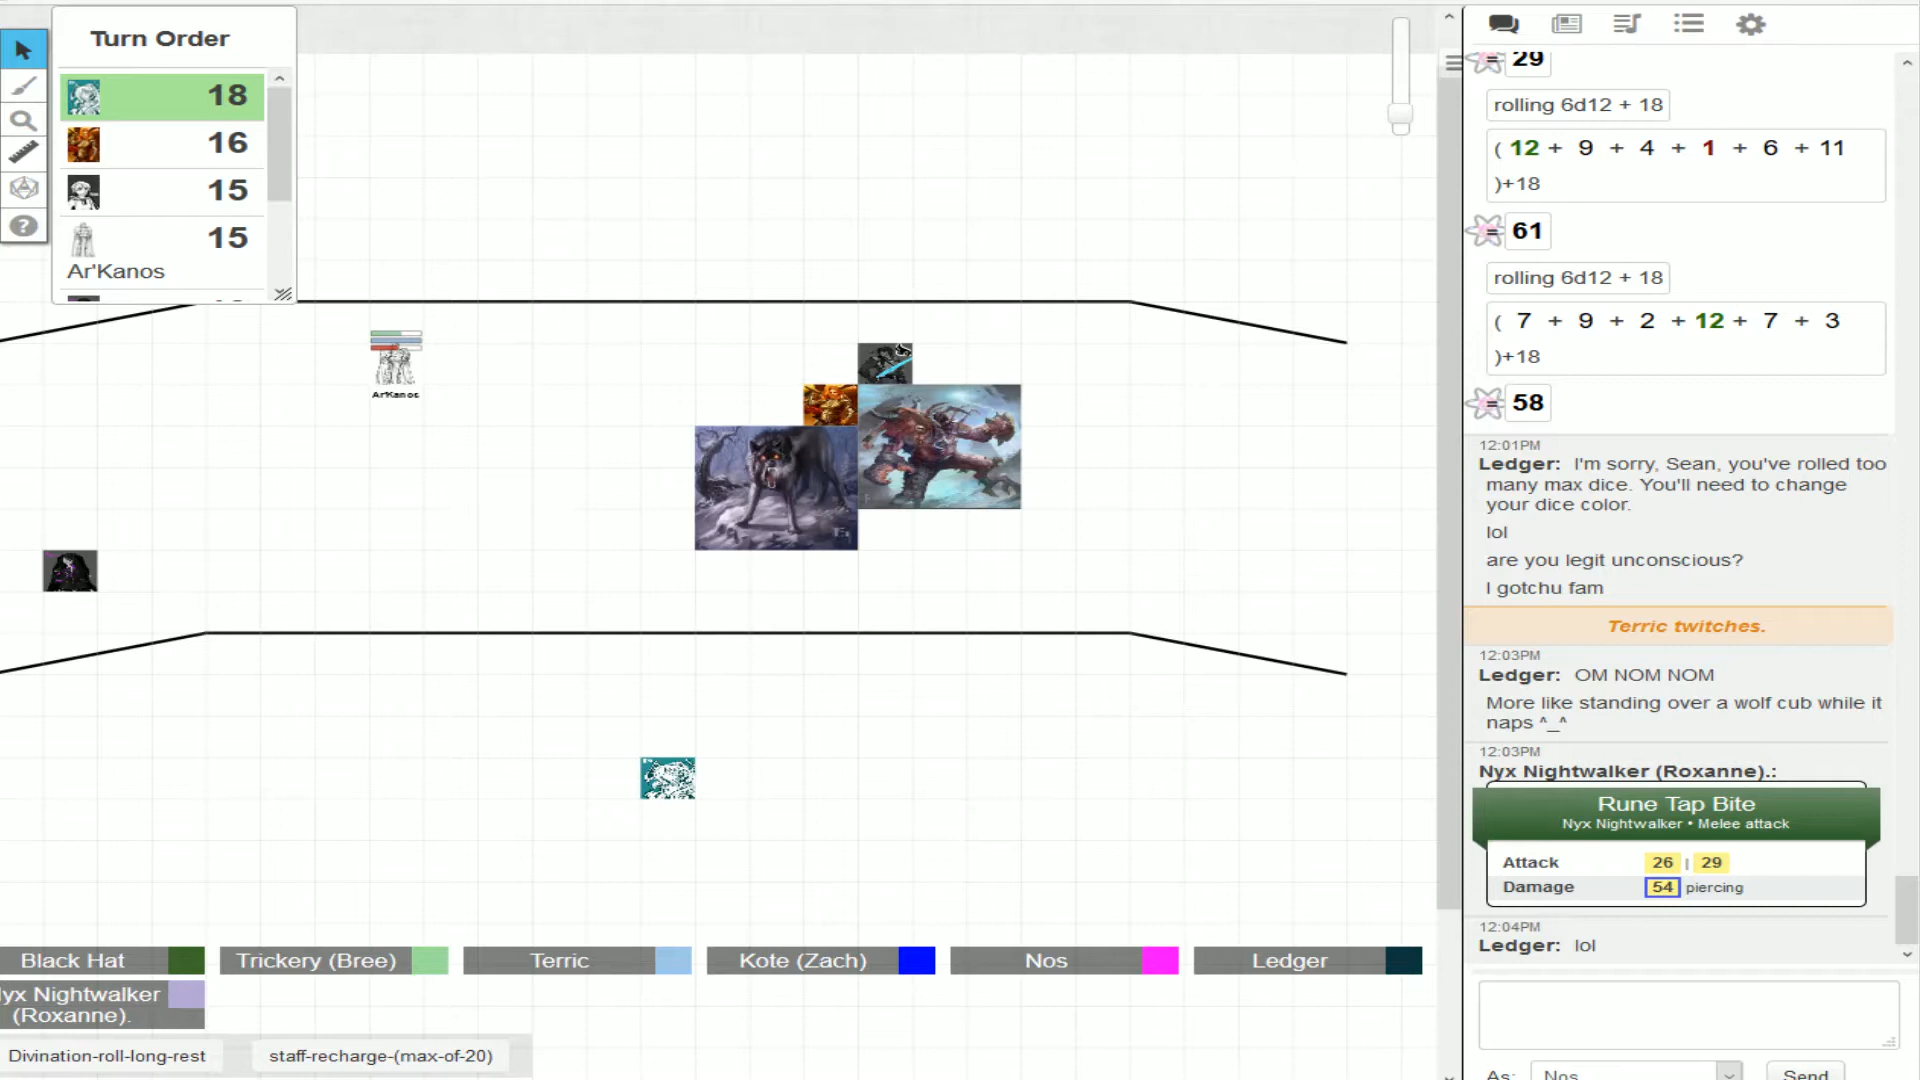 Turn Order
18
16
15
15
Ar'Kanos
Ar'Kanos
Black Hat
Trickery (Bree)
Terric
Kote (Zach)
Nos
Ledger
yx Nightwalker
(Roxanne).
Divination-roll-long-rest
staff-recharge-(max-of-20)
= 29
rolling 6d12 + 18
( 12 + 9 + 4 + 1 + 6 + 11
)+18
= 61
rolling 6d12 + 18
( 7 + 9 + 2 + 12 + 7 + 3
)+18
= 58
12:01PM
Ledger: I'm sorry, Sean, you've rolled too
many max dice. You'll need to change
your dice color.
lol
are you legit unconscious?
I gotchu fam
Terric twitches.
12:03PM
Ledger: OM NOM NOM
More like standing over a wolf cub while it
naps ^_^
12:03PM
Nyx Nightwalker (Roxanne).:
Rune Tap Bite
Nyx Nightwalker • Melee attack
Attack 26 | 29
Damage 54 piercing
12:04PM
Ledger: lol
As: Nos Send